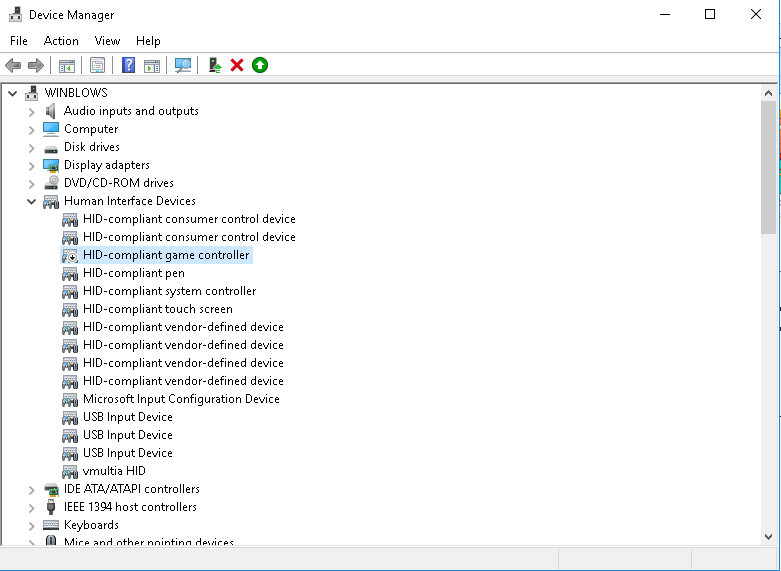 Device Manager
File Action View Help
WINBLOWS
Audio inputs and outputs
Computer
Disk drives
Display adapters
DVD/CD-ROM drives
Human Interface Devices
HID-compliant consumer control device
HID-compliant consumer control device
HID-compliant game controller
HID-compliant pen
HID-compliant system controller
HID-compliant touch screen
HID-compliant vendor-defined device
HID-compliant vendor-defined device
HID-compliant vendor-defined device
HID-compliant vendor-defined device
Microsoft Input Configuration Device
USB Input Device
USB Input Device
USB Input Device
vmultia HID
IDE ATA/ATAPI controllers
IEEE 1394 host controllers
Keyboards
Mice and other pointing devices